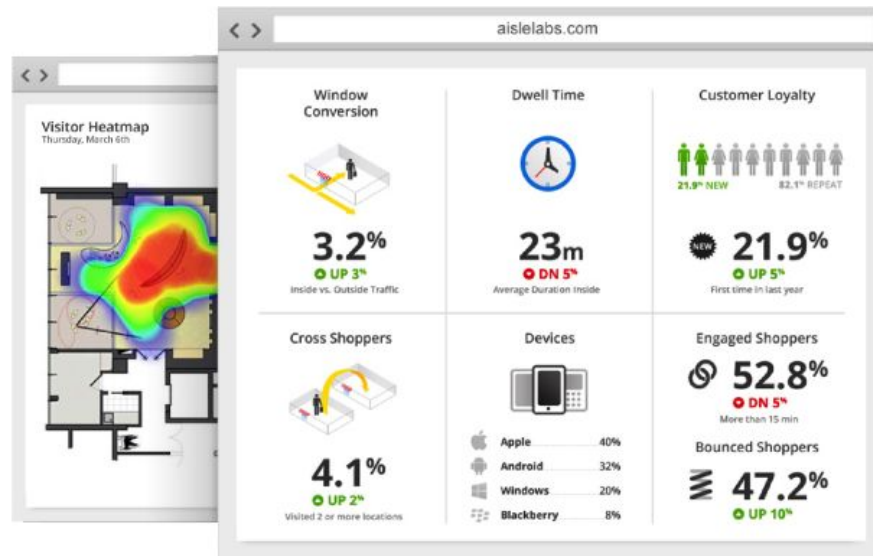 aislelabs.com
Visitor Heatmap
Thursday, March 6th
Window
Conversion
3.2%
UP 3%
Inside vs. Outside Traffic
Dwell Time
23m
DN 5%
Average Duration Inside
Customer Loyalty
21.9% NEW
82.1% REPEAT
NEW
21.9%
UP 5%
First time in last year
Cross Shoppers
4.1%
UP 2%
Visited 2 or more locations
Devices
Apple 40%
Android 32%
Windows 20%
Blackberry 8%
Engaged Shoppers
52.8%
DN 5%
More than 15 min
Bounced Shoppers
47.2%
UP 10%